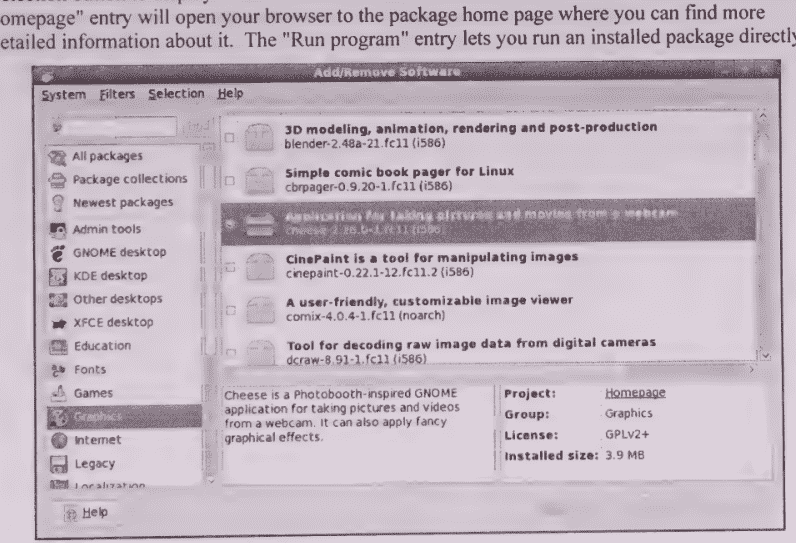 omepage" entry will open your browser to the package home page where you can find more
etailed information about it. The "Run program" entry lets you run an installed package directly
Add/Remove Software
System Filters Selection Help
All packages
Package collections
Newest packages
Admin tools
GNOME desktop
KDE desktop
Other desktops
XFCE desktop
Education
Fonts
Games
Graphics
Internet
Legacy
Localization
Help
3D modeling, animation, rendering and post-production
blender-2.48a-21.fc11 (i586)
Simple comic book pager for Linux
cbrpager-0.9.20-1.fc11 (i586)
Application for taking pictures and movies from a webcam
CinePaint is a tool for manipulating images
cinepaint-0.22.1-12.fc11.2 (i586)
A user-friendly, customizable image viewer
comix-4.0.4-1.fc11 (noarch)
Tool for decoding raw image data from digital cameras
dcraw-8.91-1.fc11 (i586)
Cheese is a Photobooth-inspired GNOME
application for taking pictures and videos
from a webcam. It can also apply fancy
graphical effects.
Project: Homepage
Group: Graphics
License: GPLv2+
Installed size: 3.9 MB